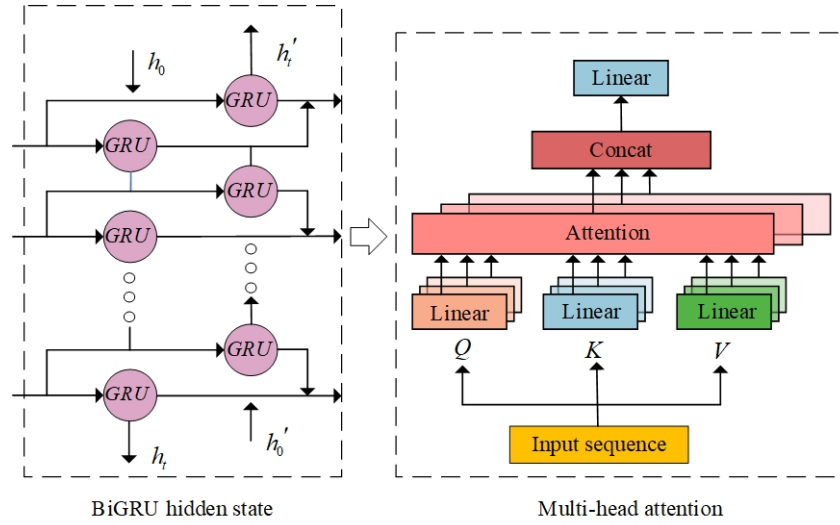 h₀
hₜ′
GRU
GRU
GRU
GRU
GRU
GRU
h₀′
hₜ
BiGRU hidden state
Linear
Concat
Attention
Linear Linear Linear
Q K V
Input sequence
Multi-head attention